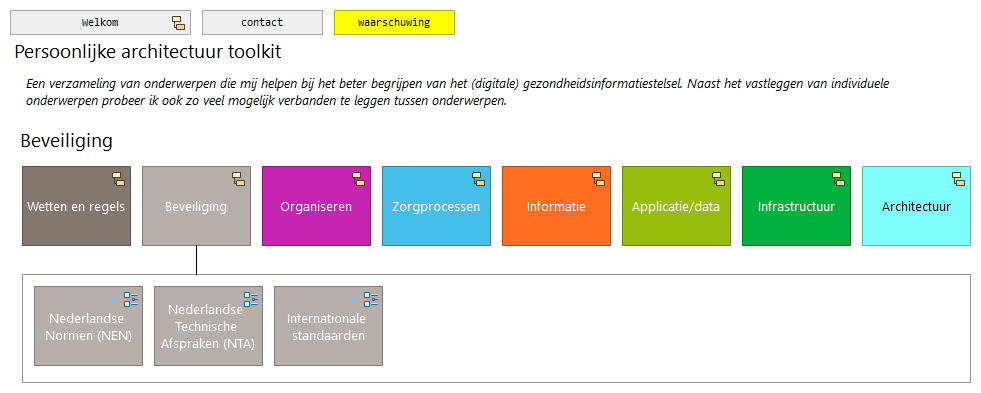 Welkom
contact
waarschuwing
Persoonlijke architectuur toolkit
Een verzameling van onderwerpen die mij helpen bij het beter begrijpen van het (digitale) gezondheidsinformatiestelsel. Naast het vastleggen van individuele
onderwerpen probeer ik ook zo veel mogelijk verbanden te leggen tussen onderwerpen.
Beveiliging
Wetten en regels
Beveiliging
Organiseren
Zorgprocessen
Informatie
Applicatie/data
Infrastructuur
Architectuur
Nederlandse
Normen (NEN)
Nederlandse
Technische
Afspraken (NTA)
Internationale
standaarden